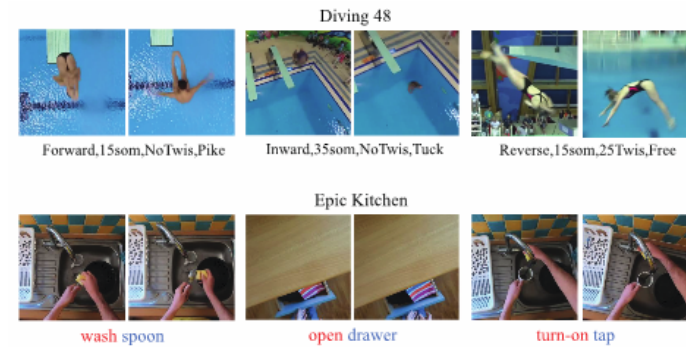 Diving 48
Forward,15som,NoTwis,Pike
Inward,35som,NoTwis,Tuck
Reverse,15som,25Twis,Free
Epic Kitchen
wash spoon
open drawer
turn-on tap